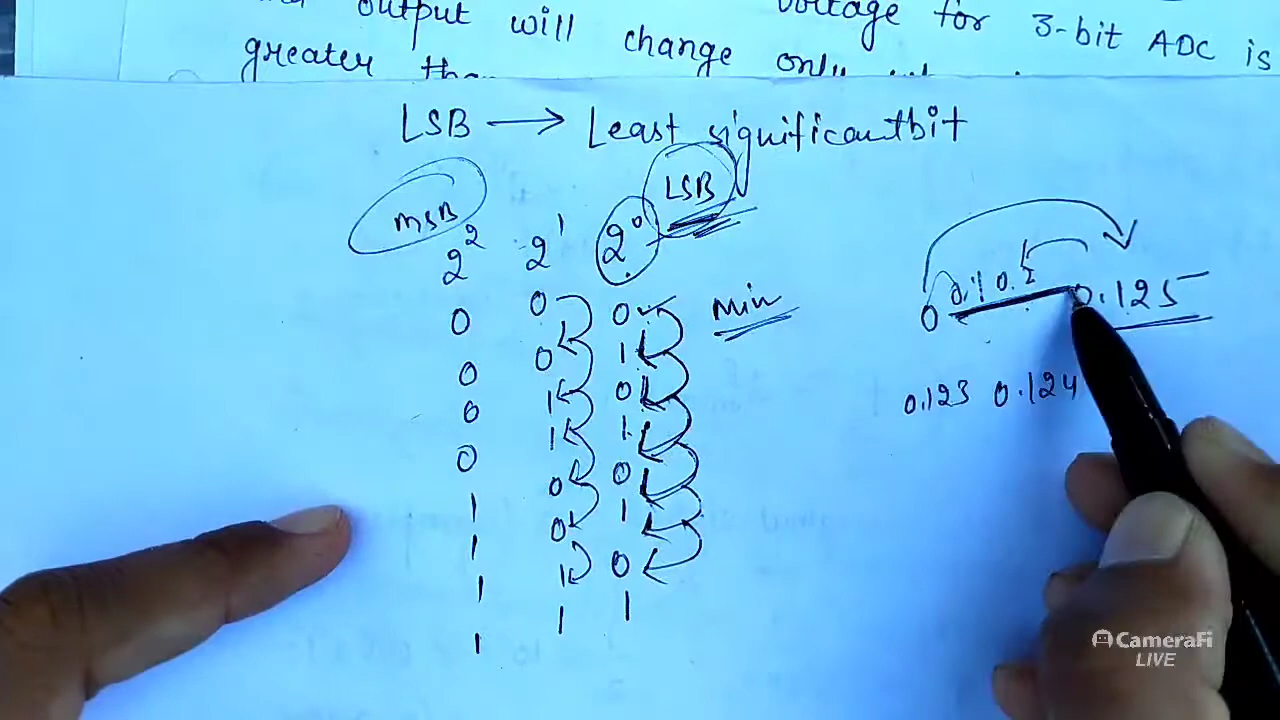 output will voltage for 3-bit ADC is
greater change only
LSB → Least significantbit
MSB LSB
2² 2¹ 2⁰
0 0 0 min
0 0 1
0 1 0
0 1 1
1 0 0
1 0 1
1 1 0
1 1 1
0 0.1 0.2 0.125
0.123 0.124
CameraFi
LIVE